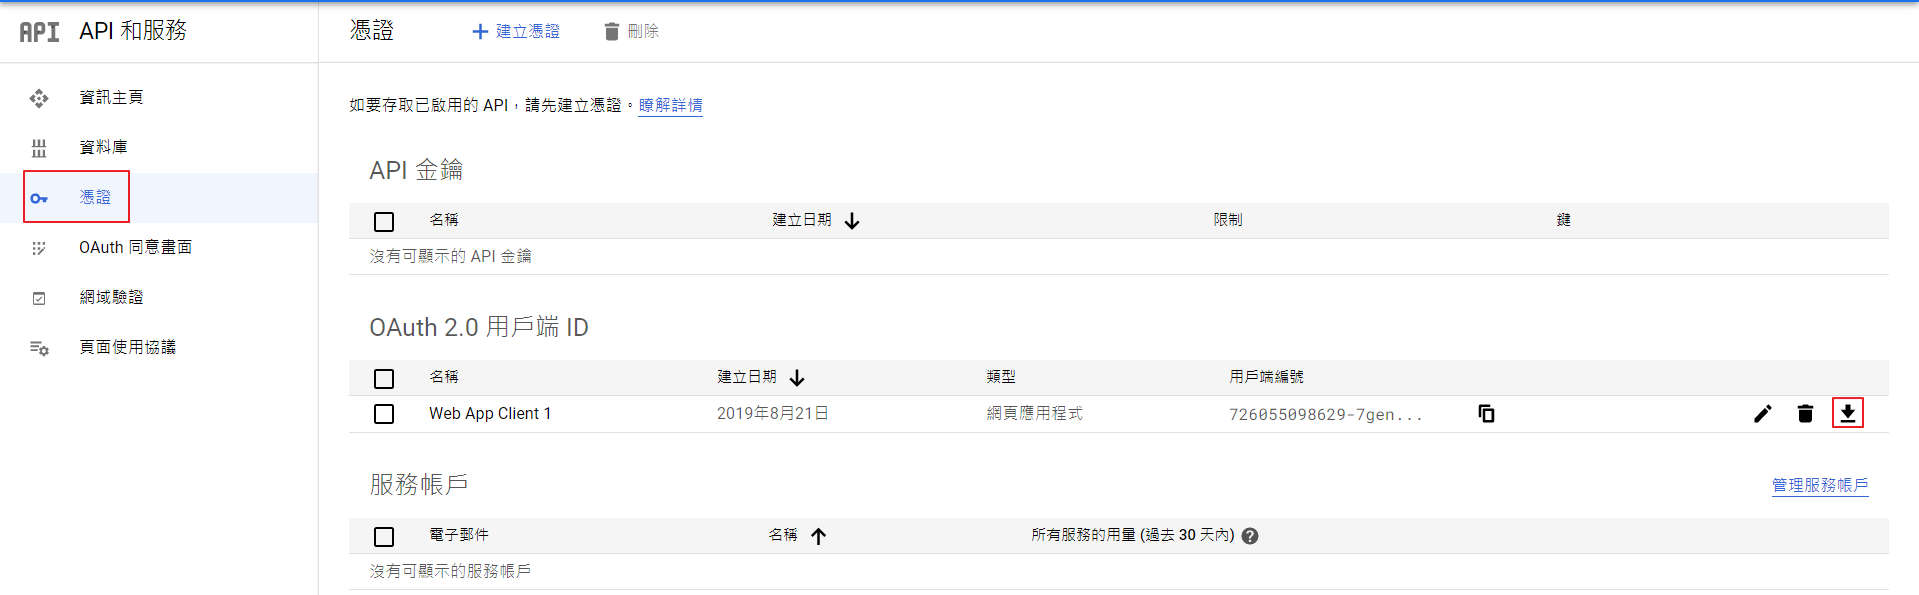 API API 和服務
資訊主頁
資料庫
憑證
OAuth 同意畫面
網域驗證
頁面使用協議
憑證 建立憑證 刪除
如要存取已啟用的 API，請先建立憑證。瞭解詳情
API 金鑰
名稱 建立日期 限制 鍵
沒有可顯示的 API 金鑰
OAuth 2.0 用戶端 ID
名稱 建立日期 類型 用戶端編號
Web App Client 1 2019年8月21日 網頁應用程式 726055098629-7gen...
服務帳戶 管理服務帳戶
電子郵件 名稱 所有服務的用量 (過去 30 天內)
沒有可顯示的服務帳戶